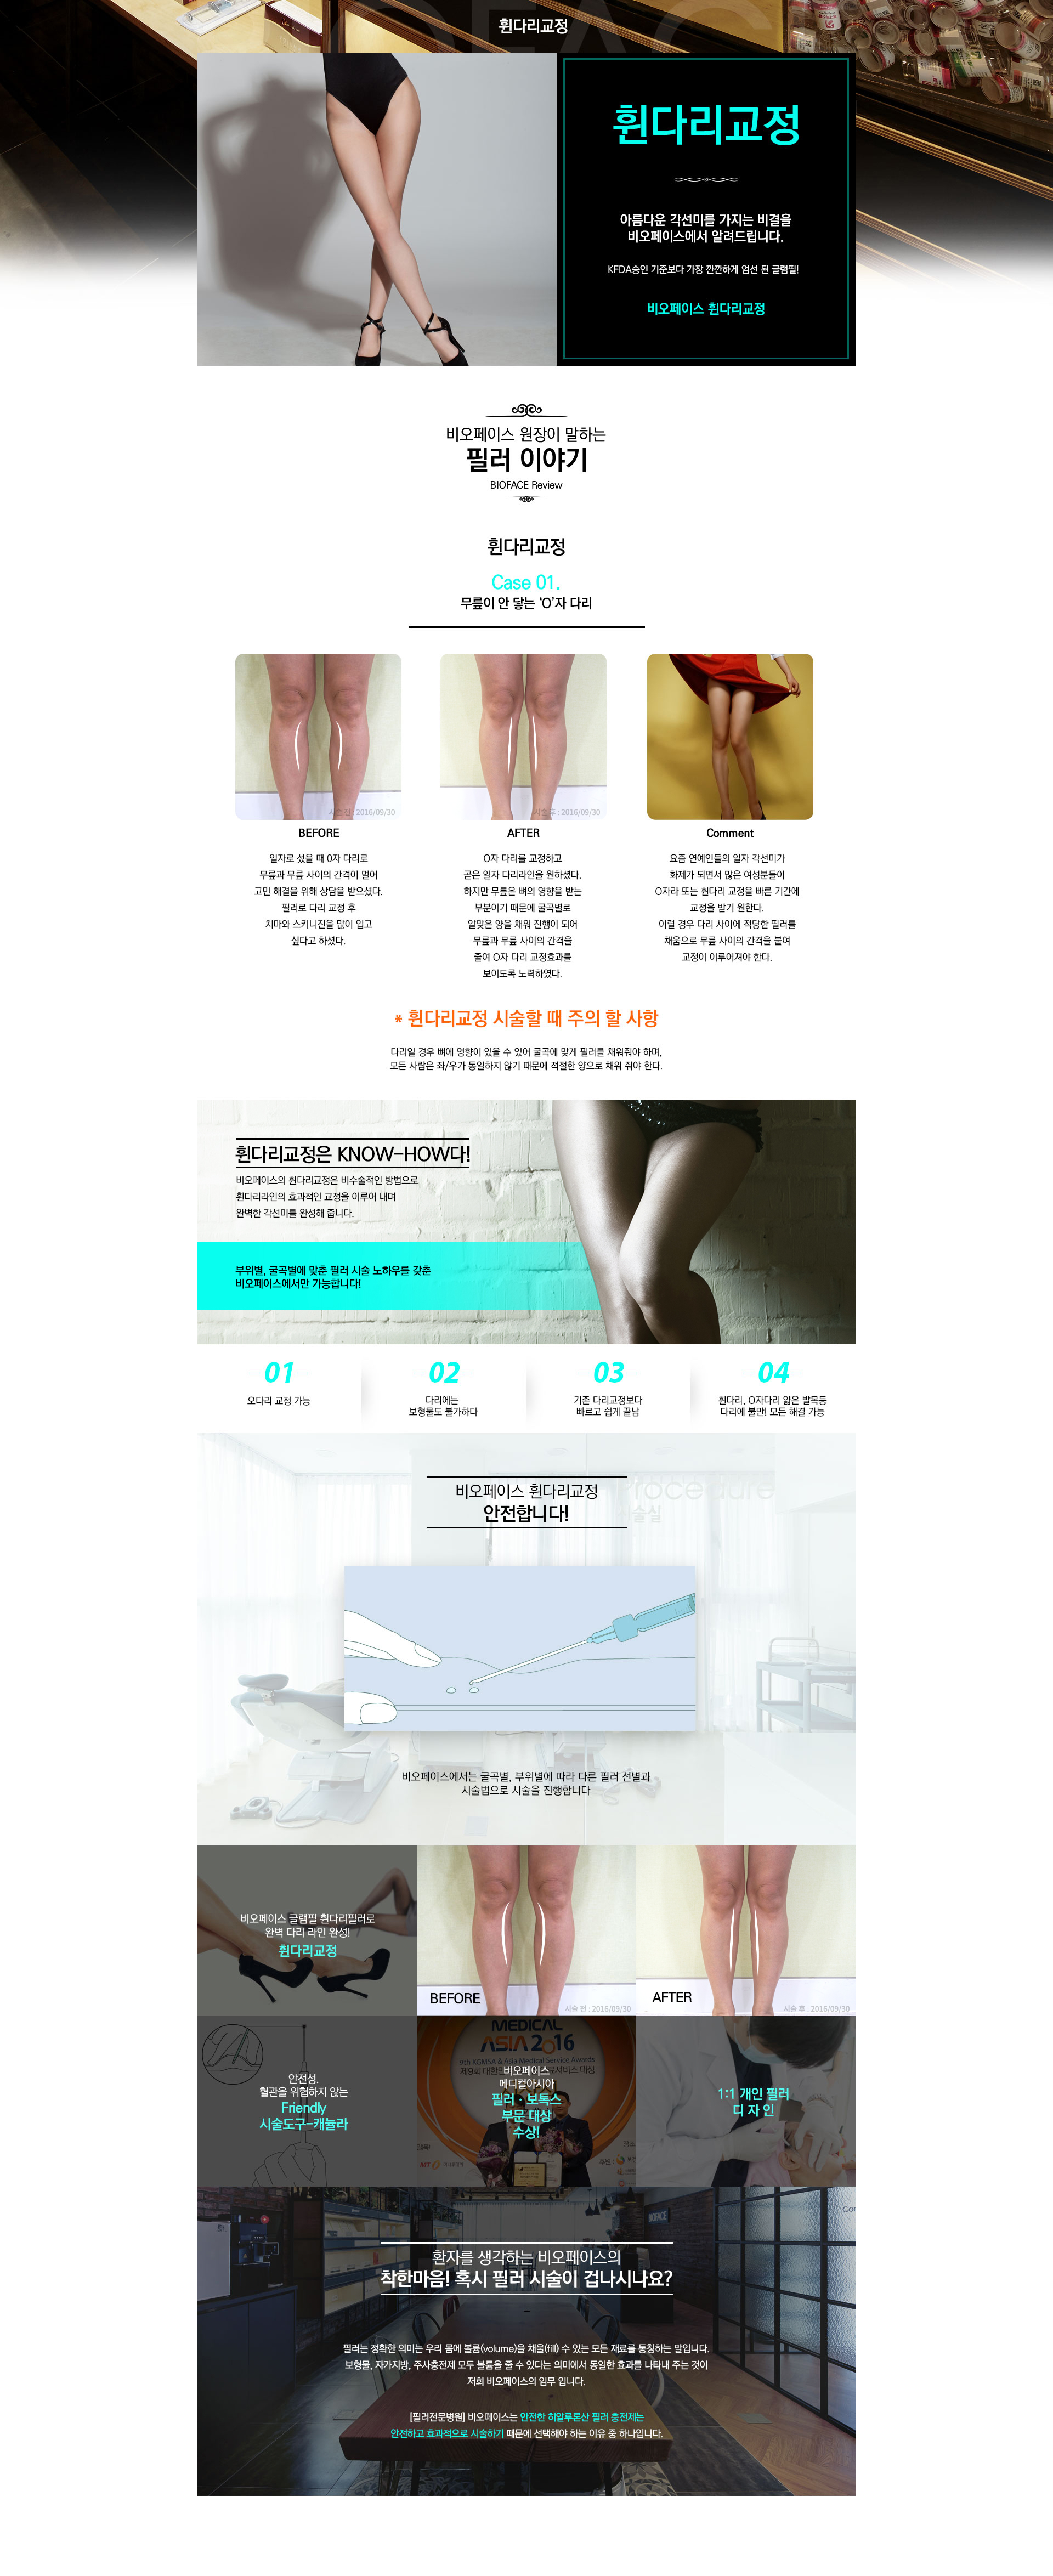 휜다리교정
휜다리교정
아름다운 각선미를 가지는 비결을
비오페이스에서 알려드립니다.
KFDA승인 기준보다 가장 깐깐하게 엄선 된 글램필!
비오페이스 휜다리교정
비오페이스 원장이 말하는
필러 이야기
BIOFACE Review
휜다리교정
Case 01.
무릎이 안 닿는 ‘O’자 다리
시술 전 : 2016/09/30
시술 후 : 2016/09/30
BEFORE
일자로 섰을 때 0자 다리로
무릎과 무릎 사이의 간격이 멀어
고민 해결을 위해 상담을 받으셨다.
필러로 다리 교정 후
치마와 스키니진을 많이 입고
싶다고 하셨다.
AFTER
O자 다리를 교정하고
곧은 일자 다리라인을 원하셨다.
하지만 무릎은 뼈의 영향을 받는
부분이기 때문에 굴곡별로
알맞은 양을 채워 진행이 되어
무릎과 무릎 사이의 간격을
줄여 O자 다리 교정효과를
보이도록 노력하였다.
Comment
요즘 연예인들의 일자 각선미가
화제가 되면서 많은 여성분들이
O자라 또는 휜다리 교정을 빠른 기간에
교정을 받기 원한다.
이럴 경우 다리 사이에 적당한 필러를
채움으로 무릎 사이의 간격을 붙여
교정이 이루어져야 한다.
* 휜다리교정 시술할 때 주의 할 사항
다리일 경우 뼈에 영향이 있을 수 있어 굴곡에 맞게 필러를 채워줘야 하며,
모든 사람은 좌/우가 동일하지 않기 때문에 적절한 양으로 채워 줘야 한다.
휜다리교정은 KNOW-HOW다!
비오페이스의 휜다리교정은 비수술적인 방법으로
휜다리라인의 효과적인 교정을 이루어 내며
완벽한 각선미를 완성해 줍니다.
부위별, 굴곡별에 맞춘 필러 시술 노하우를 갖춘
비오페이스에서만 가능합니다!
01
오다리 교정 가능
02
다리에는
보형물도 불가하다
03
기존 다리교정보다
빠르고 쉽게 끝남
04
휜다리, O자다리 얇은 발목등
다리에 불만! 모든 해결 가능
비오페이스 휜다리교정
안전합니다!
Procedure
술실
비오페이스에서는 굴곡별, 부위별에 따라 다른 필러 선별과
시술법으로 시술을 진행합니다
비오페이스 글램필 휜다리필러로
완벽 다리 라인 완성!
휜다리교정
BEFORE
시술 전 : 2016/09/30
AFTER
시술 후 : 2016/09/30
안전성.
혈관을 위협하지 않는
Friendly
시술도구-캐뉼라
MEDICAL
ASIA 2016
9th KGMSA & Asia Medical Service Awards
비오페이스
메디컬아시아
필러 · 보톡스
부문 대상
수상!
1:1 개인 필러
디 자 인
BIOFACE
환자를 생각하는 비오페이스의
착한마음! 혹시 필러 시술이 겁나시나요?
필러는 정확한 의미는 우리 몸에 볼륨(volume)을 채울(fill) 수 있는 모든 재료를 통칭하는 말입니다.
보형물, 자가지방, 주사충전제 모두 볼륨을 줄 수 있다는 의미에서 동일한 효과를 나타내 주는 것이
저희 비오페이스의 임무 입니다.
[필러전문병원] 비오페이스는 안전한 히알루론산 필러 충전제는
안전하고 효과적으로 시술하기 때문에 선택해야 하는 이유 중 하나입니다.